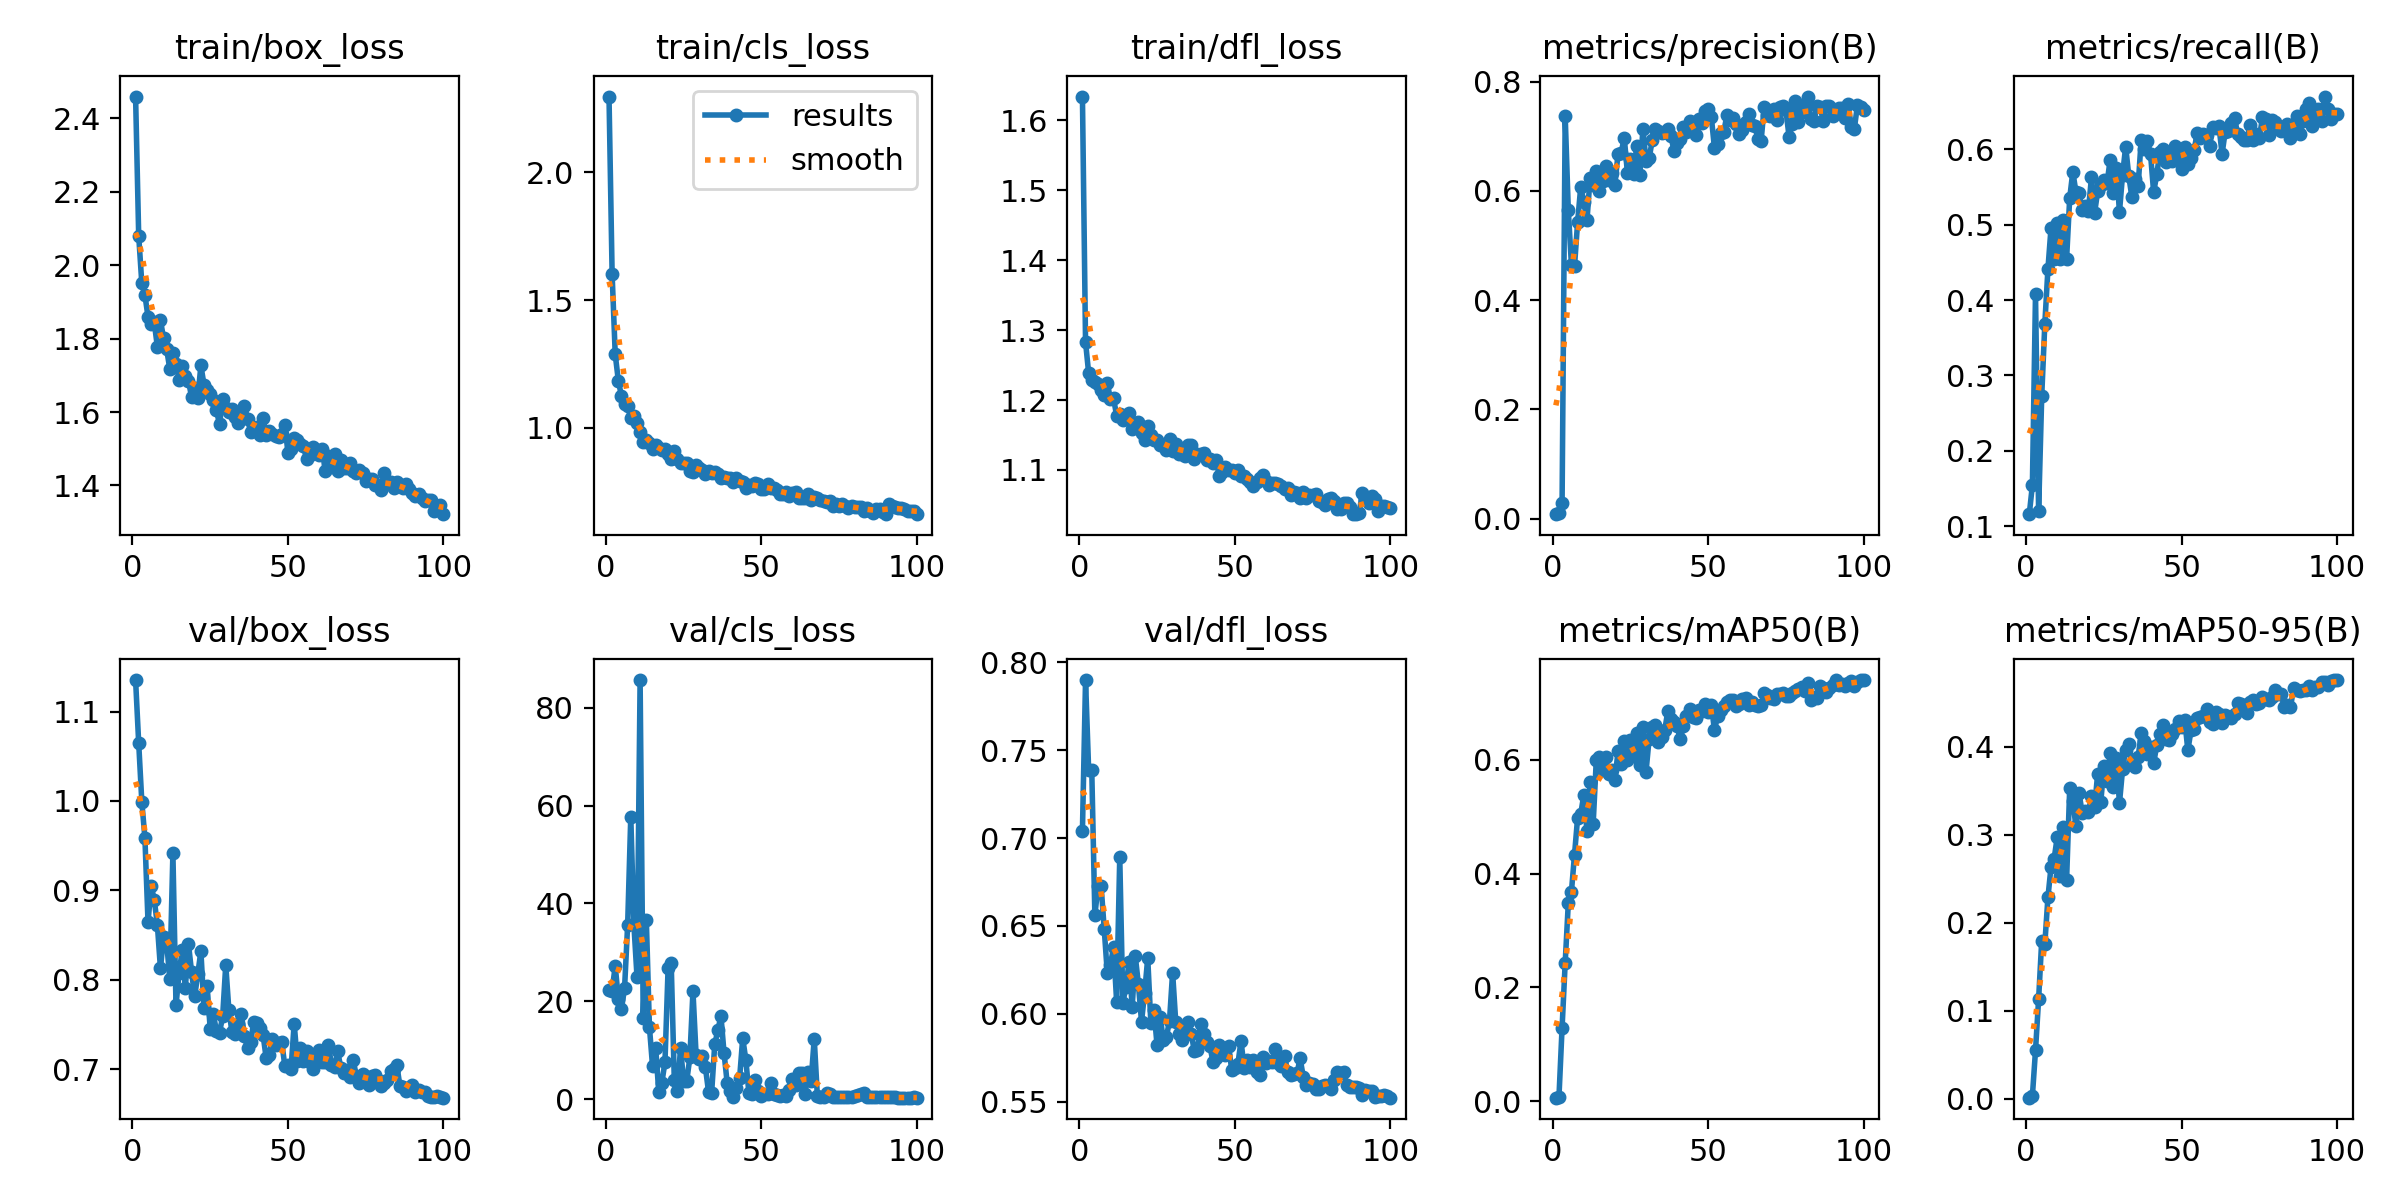 train/box_loss
2.4
2.2
2.0
1.8
1.6
1.4
0 50 100
train/cls_loss
results
smooth
2.0
1.5
1.0
0 50 100
train/dfl_loss
1.6
1.5
1.4
1.3
1.2
1.1
0 50 100
metrics/precision(B)
0.8
0.6
0.4
0.2
0.0
0 50 100
metrics/recall(B)
0.6
0.5
0.4
0.3
0.2
0.1
0 50 100
val/box_loss
1.1
1.0
0.9
0.8
0.7
0 50 100
val/cls_loss
80
60
40
20
0
0 50 100
val/dfl_loss
0.80
0.75
0.70
0.65
0.60
0.55
0 50 100
metrics/mAP50(B)
0.6
0.4
0.2
0.0
0 50 100
metrics/mAP50-95(B)
0.4
0.3
0.2
0.1
0.0
0 50 100